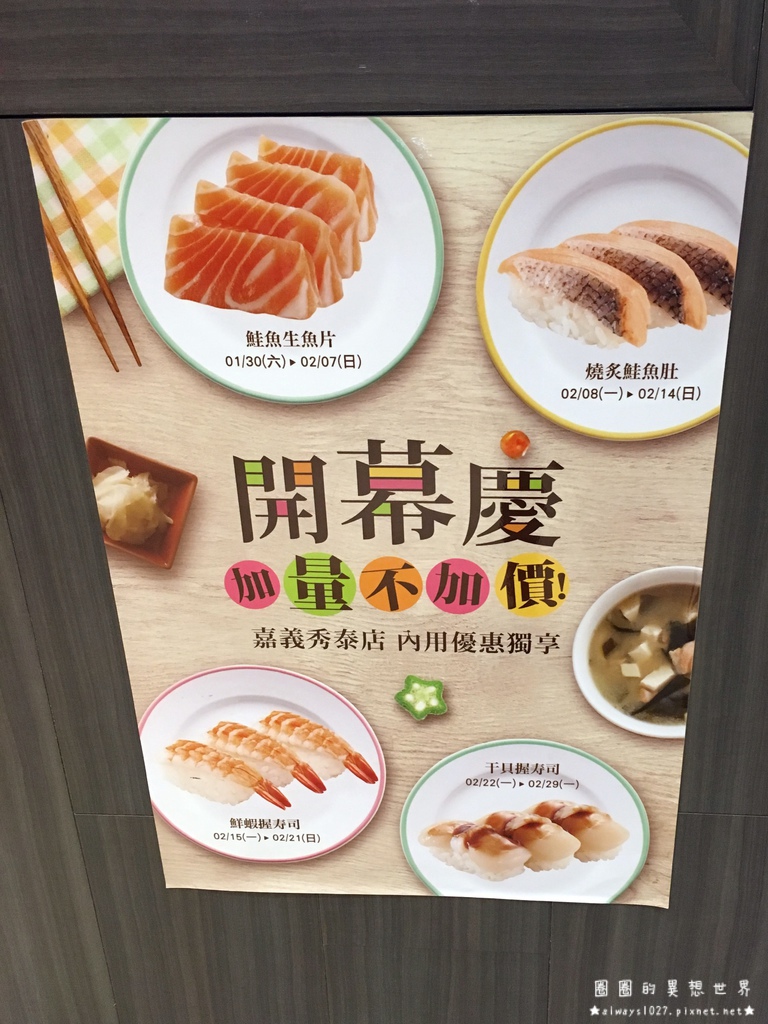 鮭魚生魚片
01/30(六)▸02/07(日)
燒炙鮭魚肚
02/08(一)▸02/14(日)
開幕慶
加量不加價!
嘉義秀泰店 內用優惠獨享
鮮蝦握寿司
02/15(一)▸02/21(日)
干貝握寿司
02/22(一)▸02/29(一)
圈圈的異想世界
★always1027.pixnet.net★